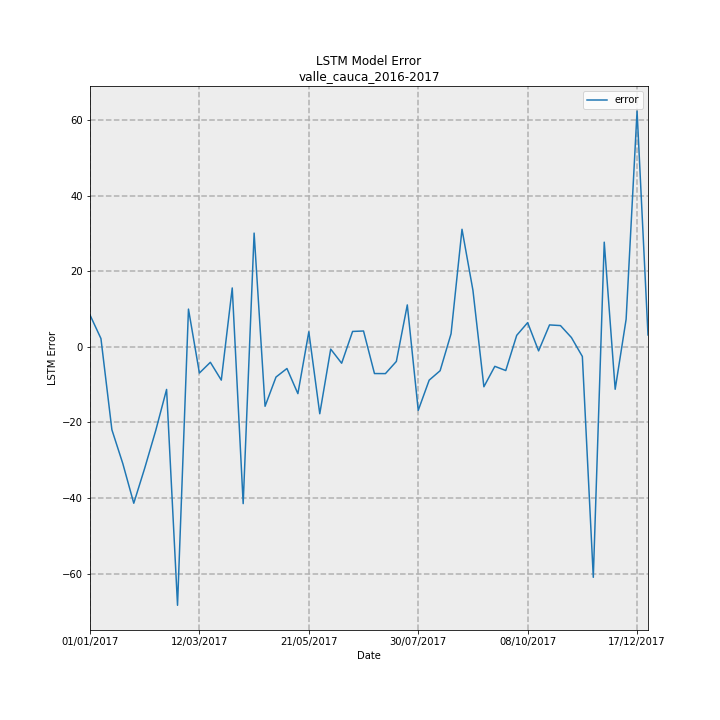 LSTM Model Error
valle_cauca_2016-2017
error
60
40
20
0
−20
−40
−60
LSTM Error
01/01/2017
12/03/2017
21/05/2017
30/07/2017
08/10/2017
17/12/2017
Date